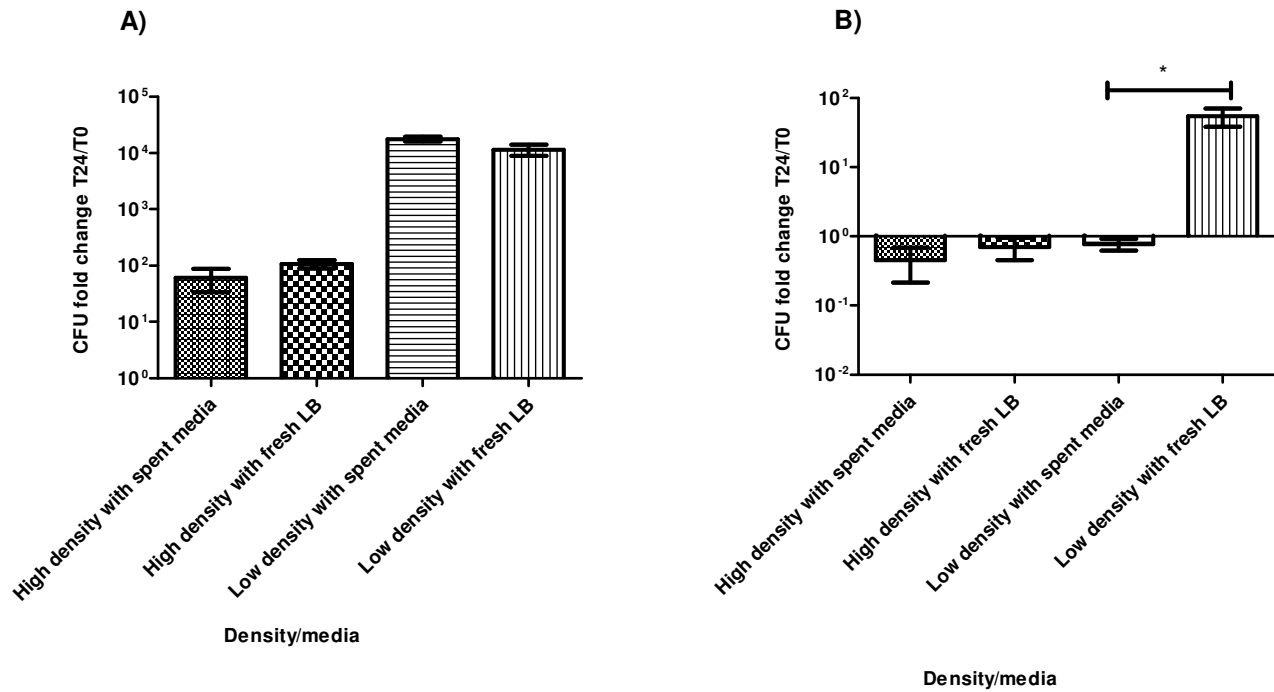 A)
CFU fold change T24/T0
10⁵
10⁴
10³
10²
10¹
10⁰
High density with spent media
High density with fresh LB
Low density with spent media
Low density with fresh LB
Density/media
B)
*
CFU fold change T24/T0
10²
10¹
10⁰
10⁻¹
10⁻²
High density with spent media
High density with fresh LB
Low density with spent media
Low density with fresh LB
Density/media